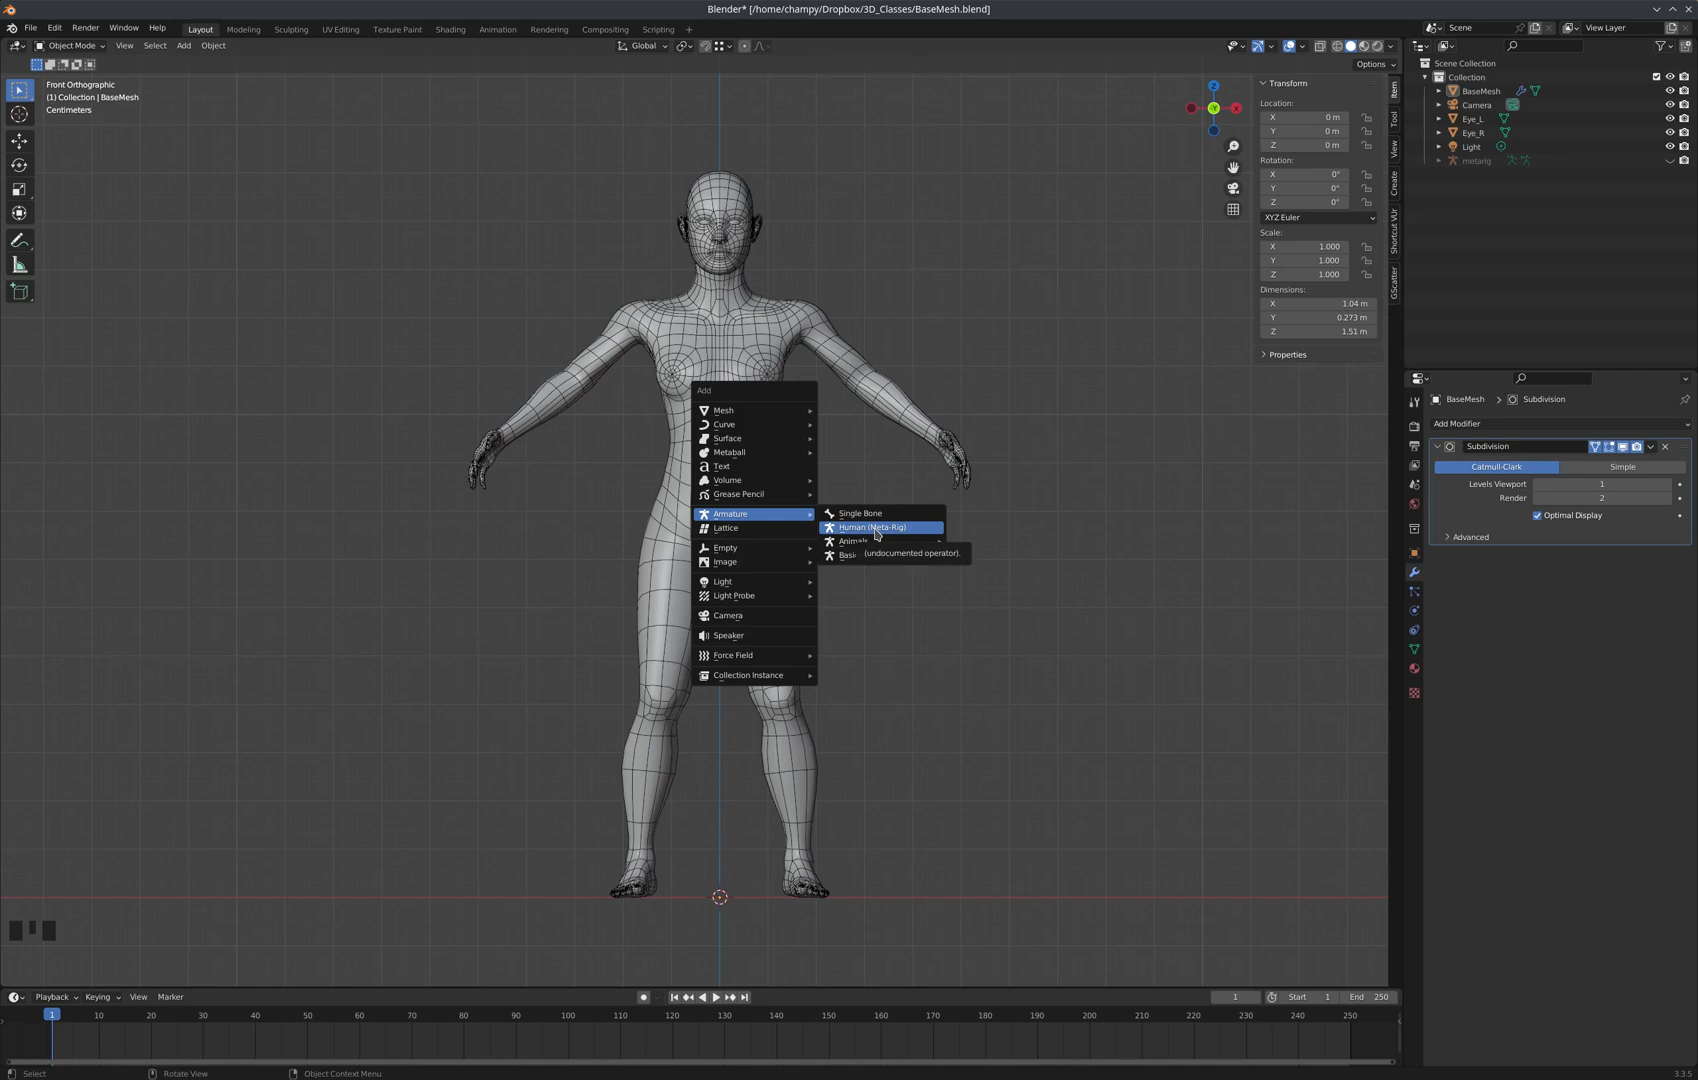 Blender* [/home/champy/Dropbox/3D_Classes/BaseMesh.blend]
File Edit Render Window Help Layout Modeling Sculpting UV Editing Texture Paint Shading Animation Rendering Compositing Scripting + Scene View Layer
Object Mode View Select Add Object Global
Options
Front Orthographic
(1) Collection | BaseMesh
Centimeters
Z
Y
X
Transform
Location:
X 0 m
Y 0 m
Z 0 m
Rotation:
X 0°
Y 0°
Z 0°
XYZ Euler
Scale:
X 1.000
Y 1.000
Z 1.000
Dimensions:
X 1.04 m
Y 0.273 m
Z 1.51 m
Properties
Item
Tool
View
Create
Shortcut VUr
GScatter
Scene Collection
Collection
BaseMesh
Camera
Eye_L
Eye_R
Light
metarig
BaseMesh > Subdivision
Add Modifier
Subdivision
Catmull-Clark Simple
Levels Viewport 1
Render 2
Optimal Display
Advanced
Add
Mesh
Curve
Surface
Metaball
Text
Volume
Grease Pencil
Armature
Lattice
Empty
Image
Light
Light Probe
Camera
Speaker
Force Field
Collection Instance
Single Bone
Human (Meta-Rig)
Animals
Basi
(undocumented operator).
Playback Keying View Marker 1 Start 1 End 250
1 10 20 30 40 50 60 70 80 90 100 110 120 130 140 150 160 170 180 190 200 210 220 230 240 250
Select Rotate View Object Context Menu 3.3.5